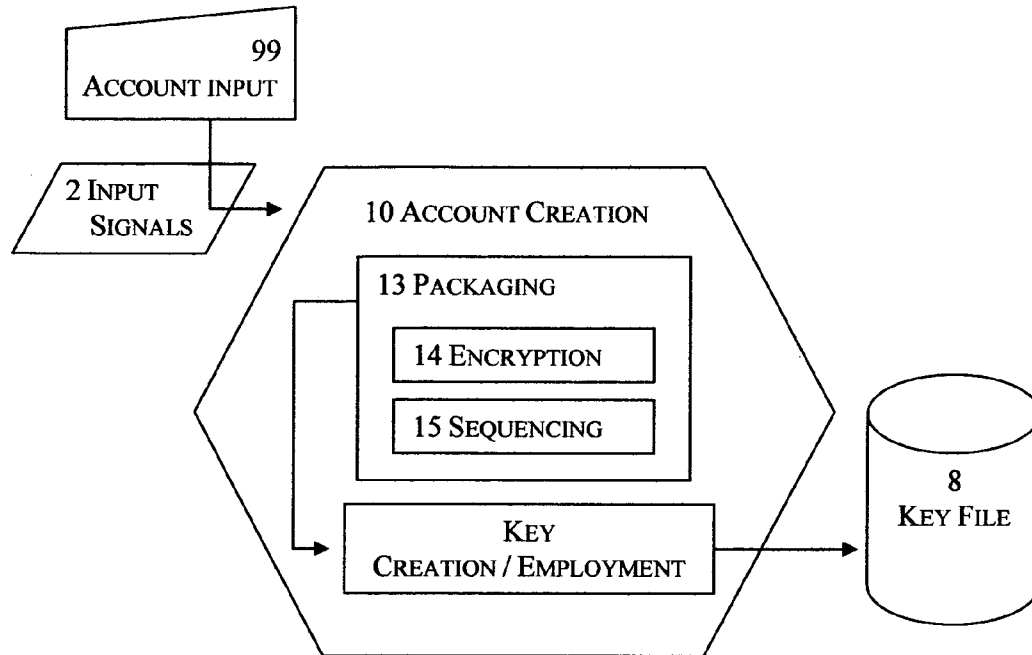 99
ACCOUNT INPUT
2 INPUT
SIGNALS
10 ACCOUNT CREATION
13 PACKAGING
14 ENCRYPTION
15 SEQUENCING
KEY
CREATION / EMPLOYMENT
8
KEY FILE